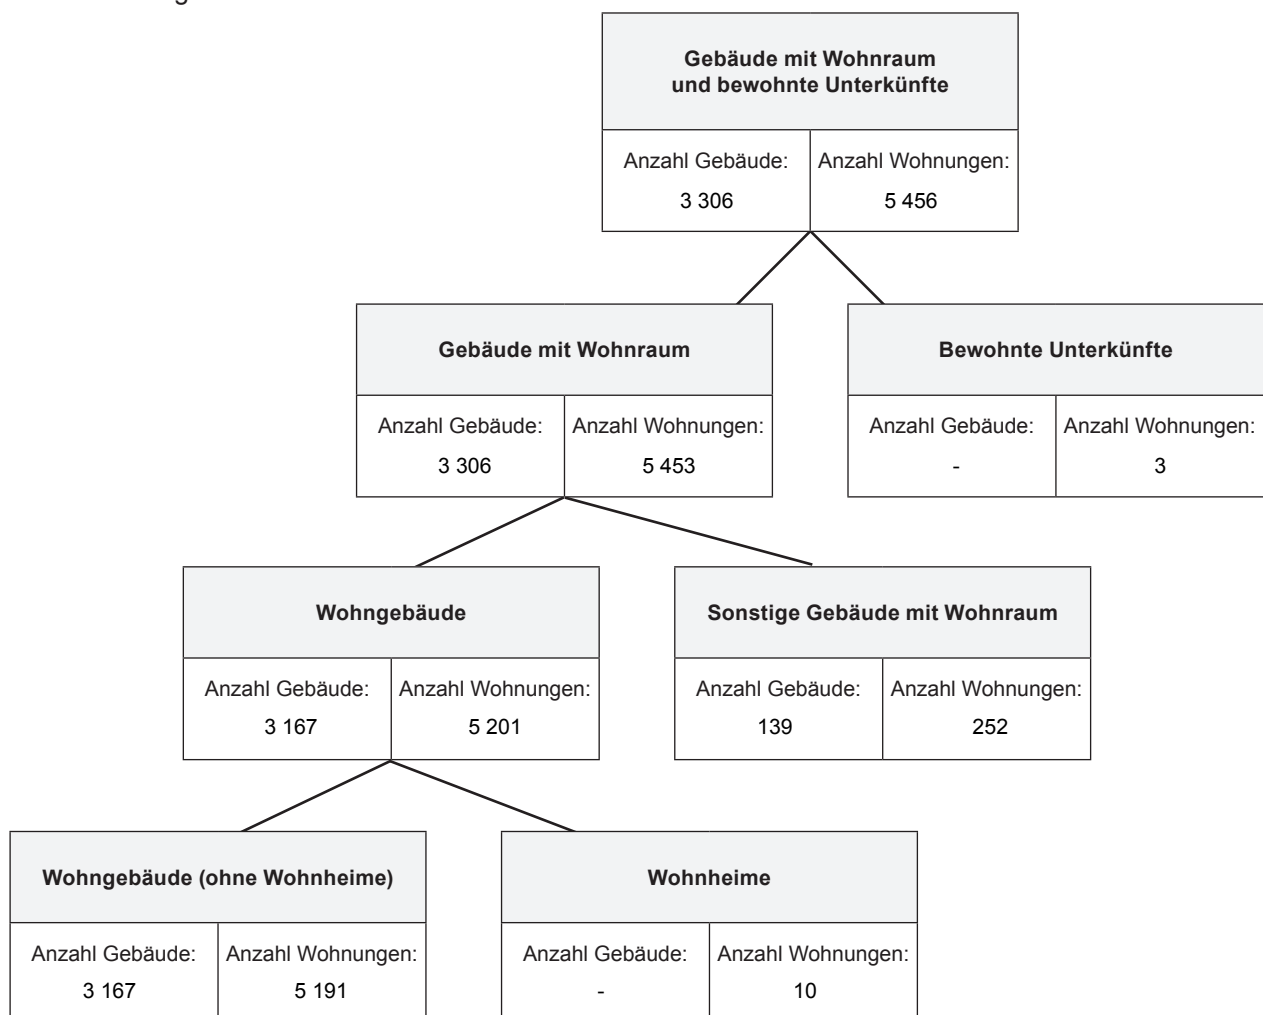 Gebäude mit Wohnraum
und bewohnte Unterkünfte
Anzahl Gebäude: Anzahl Wohnungen:
3 306 5 456
Gebäude mit Wohnraum Bewohnte Unterkünfte
Anzahl Gebäude: Anzahl Wohnungen: Anzahl Gebäude: Anzahl Wohnungen:
3 306 5 453 - 3
Wohngebäude Sonstige Gebäude mit Wohnraum
Anzahl Gebäude: Anzahl Wohnungen: Anzahl Gebäude: Anzahl Wohnungen:
3 167 5 201 139 252
Wohngebäude (ohne Wohnheime) Wohnheime
Anzahl Gebäude: Anzahl Wohnungen: Anzahl Gebäude: Anzahl Wohnungen:
3 167 5 191 - 10